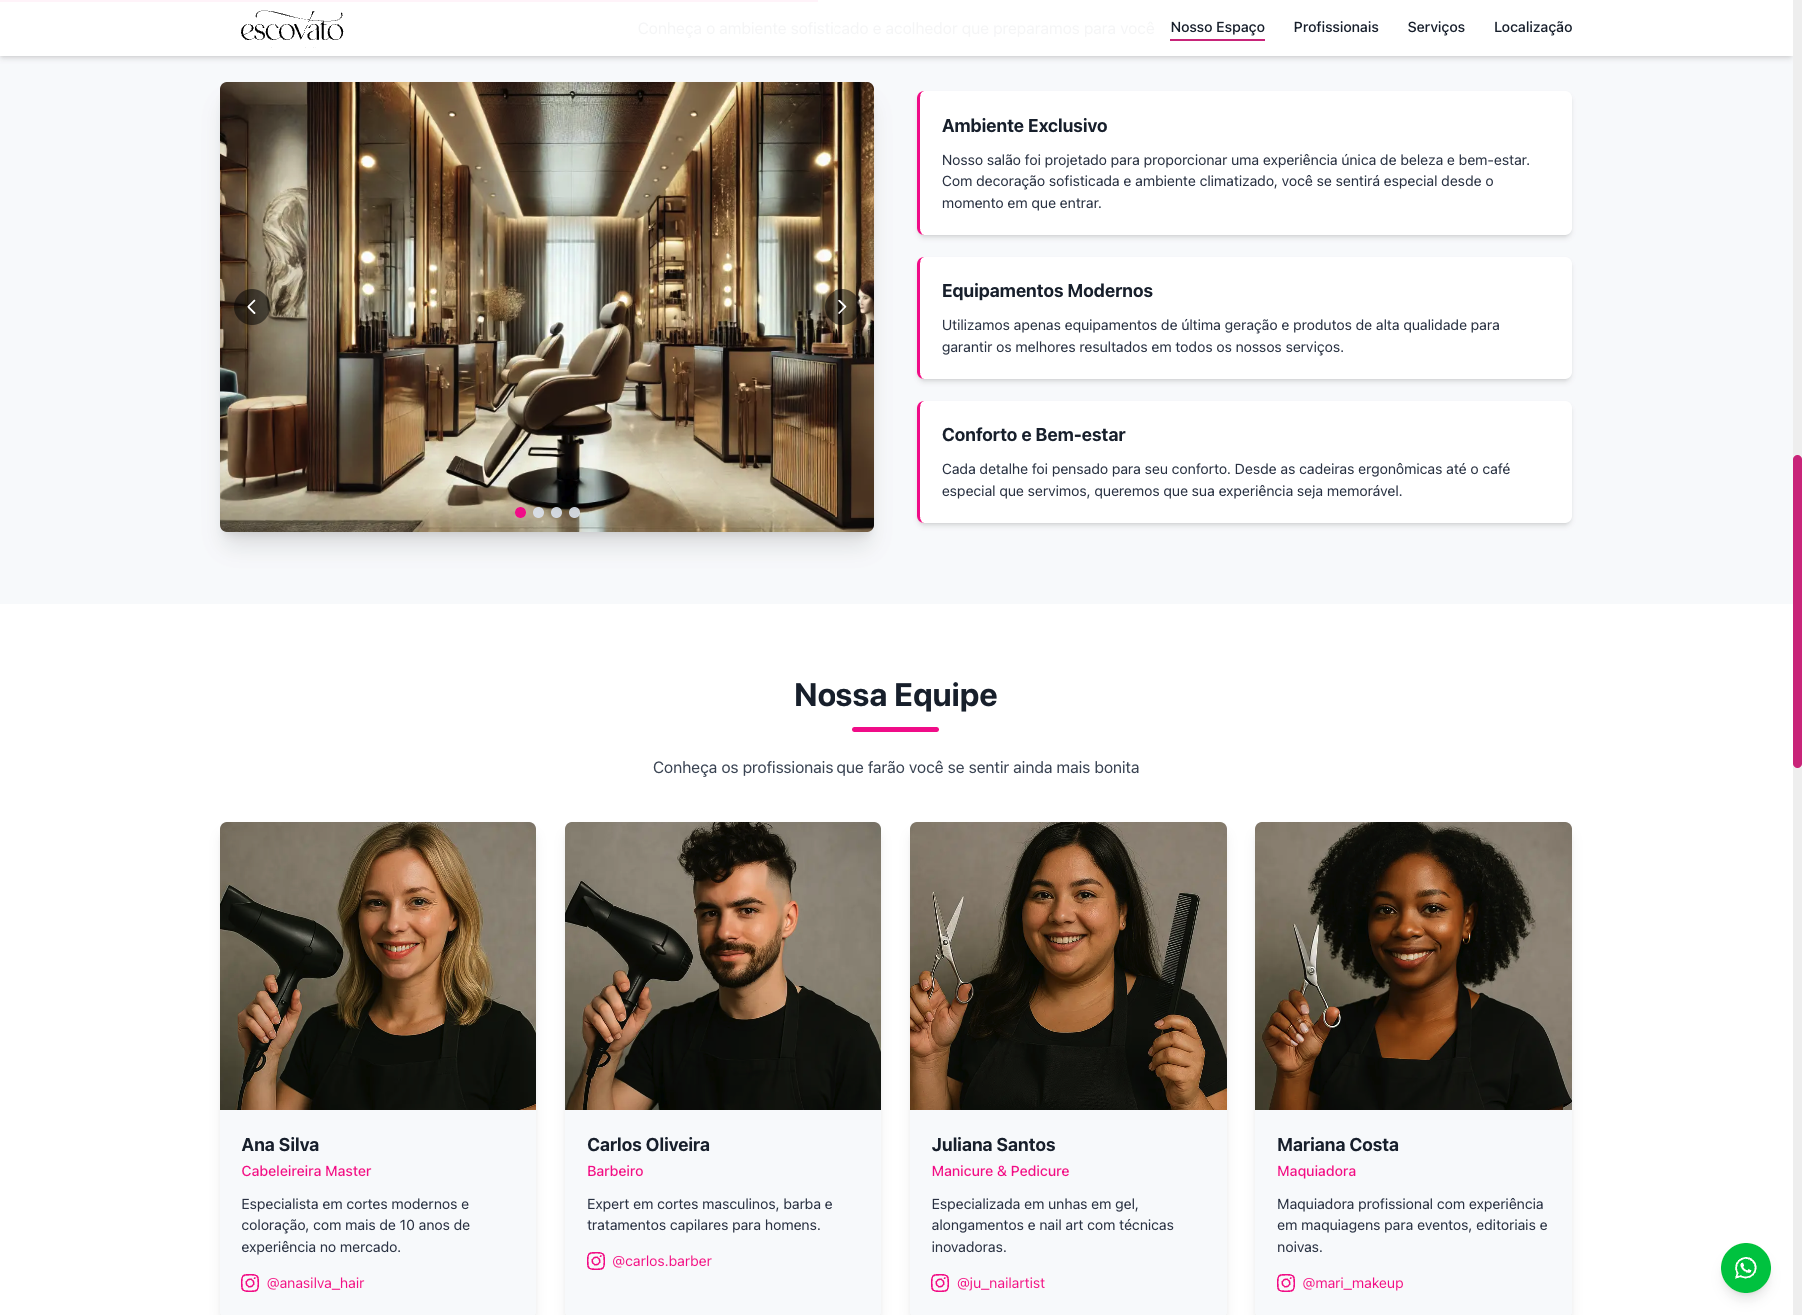 escovato
Conheça o ambiente sofisticado e acolhedor que preparamos para você
Nosso Espaço
Profissionais
Serviços
Localização
Ambiente Exclusivo
Nosso salão foi projetado para proporcionar uma experiência única de beleza e bem-estar.
Com decoração sofisticada e ambiente climatizado, você se sentirá especial desde o
momento em que entrar.
Equipamentos Modernos
Utilizamos apenas equipamentos de última geração e produtos de alta qualidade para
garantir os melhores resultados em todos os nossos serviços.
Conforto e Bem-estar
Cada detalhe foi pensado para seu conforto. Desde as cadeiras ergonômicas até o café
especial que servimos, queremos que sua experiência seja memorável.
Nossa Equipe
Conheça os profissionais que farão você se sentir ainda mais bonita
Ana Silva
Cabeleireira Master
Especialista em cortes modernos e
coloração, com mais de 10 anos de
experiência no mercado.
@anasilva_hair
Carlos Oliveira
Barbeiro
Expert em cortes masculinos, barba e
tratamentos capilares para homens.
@carlos.barber
Juliana Santos
Manicure & Pedicure
Especializada em unhas em gel,
alongamentos e nail art com técnicas
inovadoras.
@ju_nailartist
Mariana Costa
Maquiadora
Maquiadora profissional com experiência
em maquiagens para eventos, editoriais e
noivas.
@mari_makeup